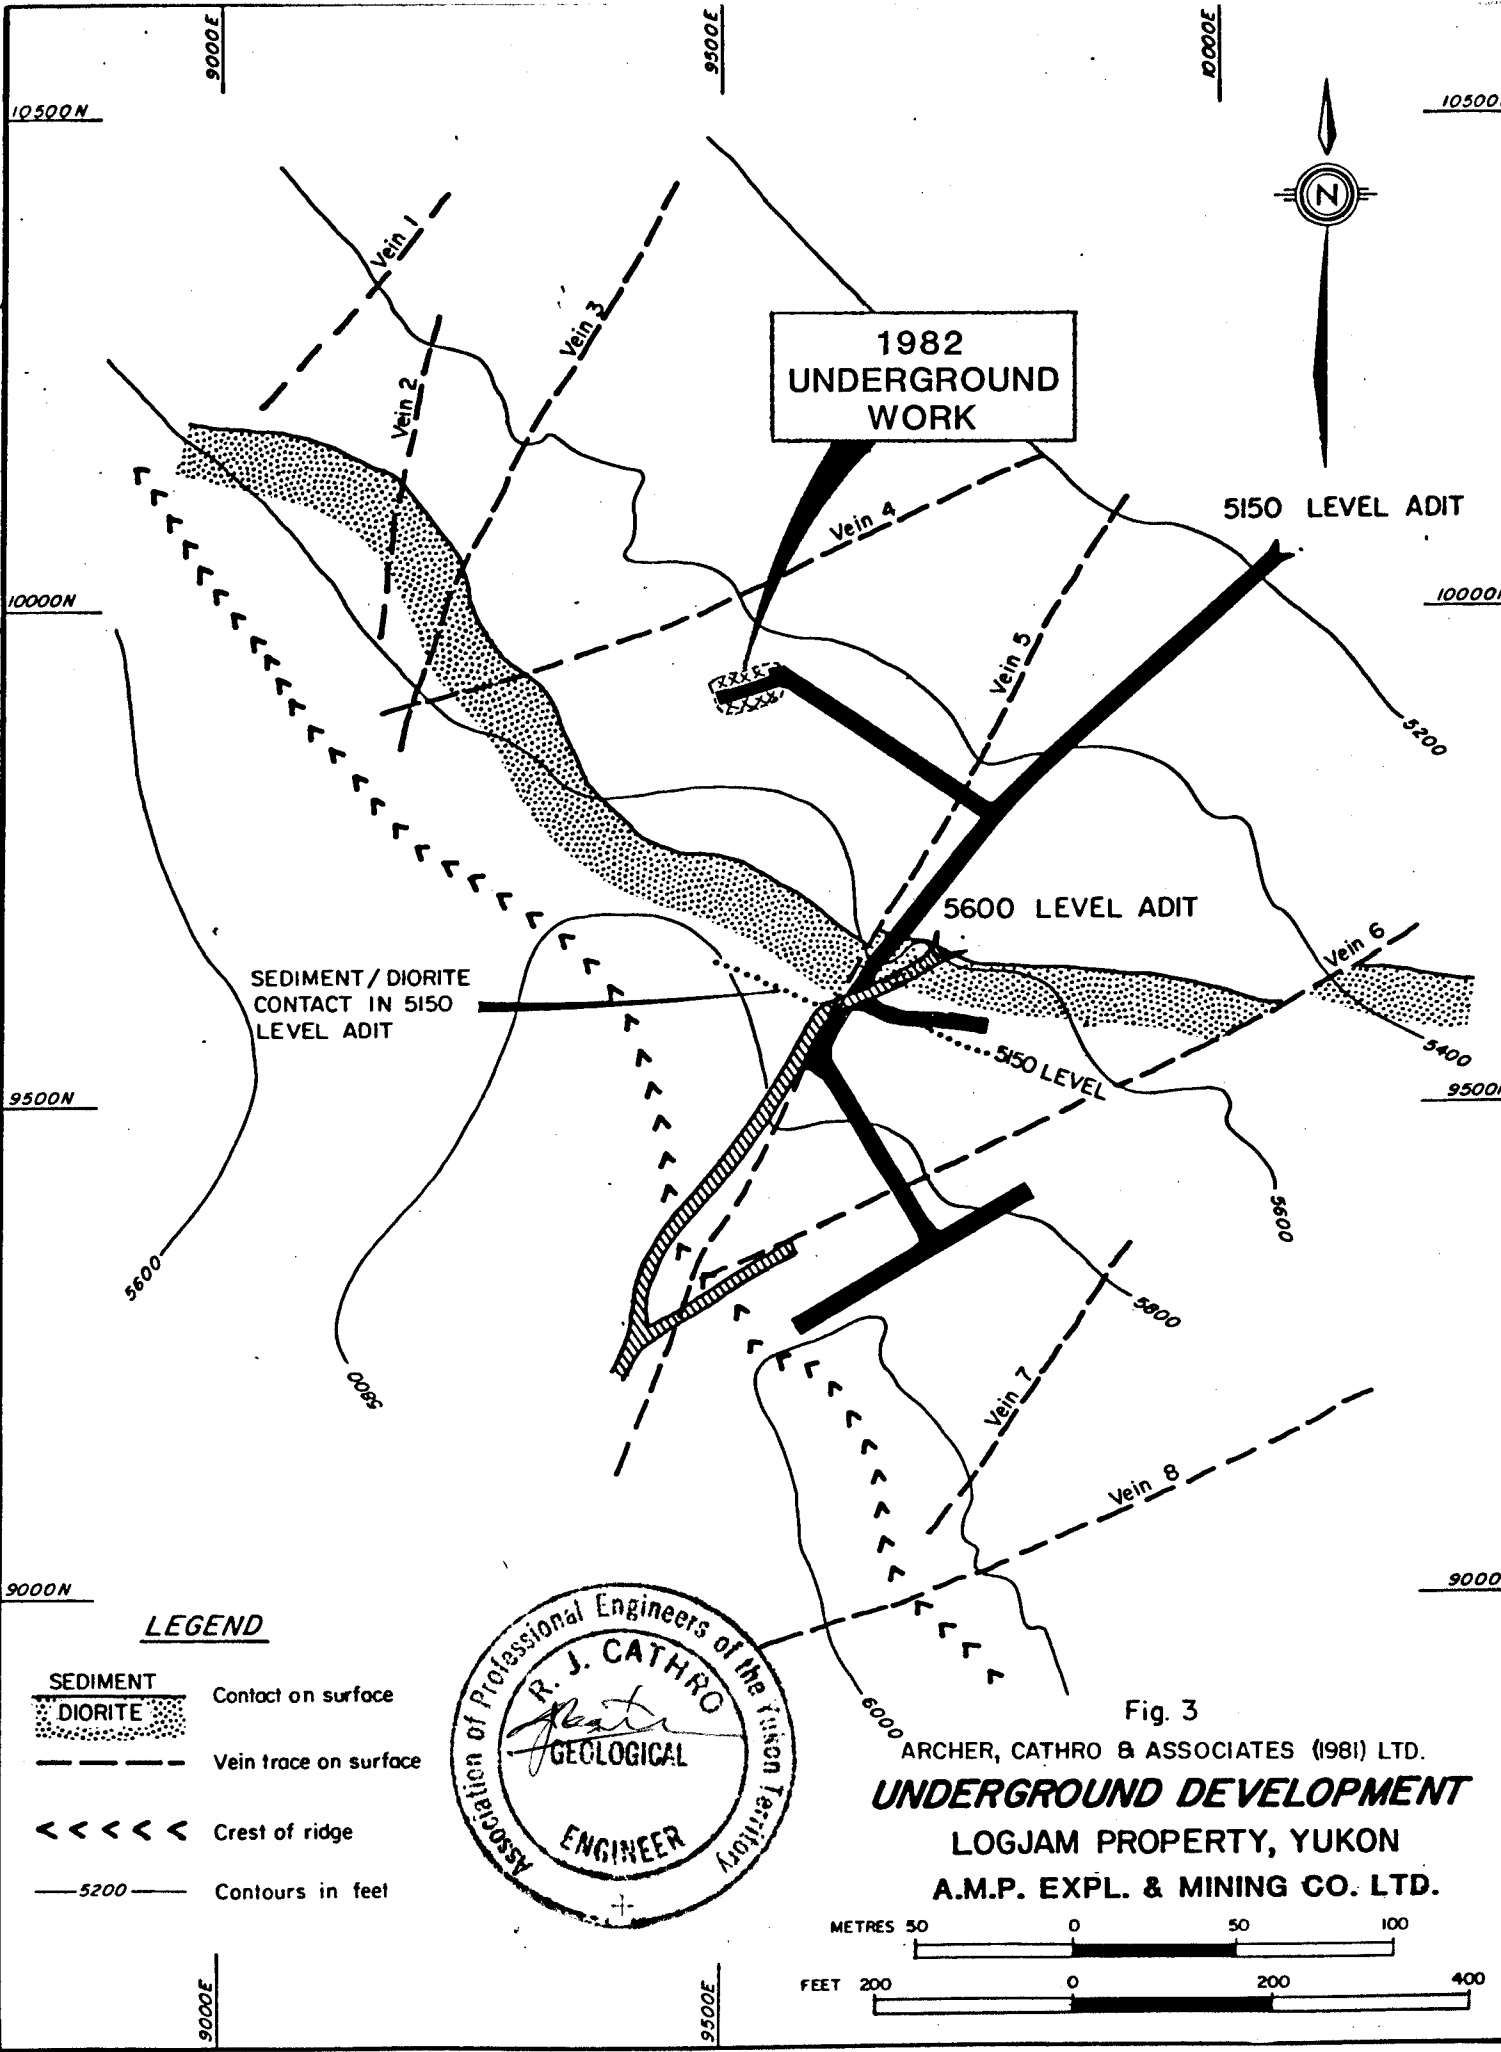 9000E
9500E
10000E
10500N
10500
N
Vein 1
Vein 3
Vein 2
1982
UNDERGROUND
WORK
Vein 4
5150 LEVEL ADIT
10000N
10000N
Vein 5
xxxx
xxxx
5200
5600 LEVEL ADIT
Vein 6
SEDIMENT / DIORITE
CONTACT IN 5150
LEVEL ADIT
5400
5150 LEVEL
9500N
9500N
5600
5600
5800
5800
Vein 7
Vein 8
9000N
9000
LEGEND
SEDIMENT
DIORITE
Contact on surface
Vein trace on surface
Crest of ridge
5200
Contours in feet
Association of Professional Engineers of the Yukon Territory
R. J. CATHRO
GEOLOGICAL
ENGINEER
6000
Fig. 3
ARCHER, CATHRO & ASSOCIATES (1981) LTD.
UNDERGROUND DEVELOPMENT
LOGJAM PROPERTY, YUKON
A.M.P. EXPL. & MINING CO. LTD.
METRES 50 0 50 100
FEET 200 0 200 400
9000E
9500E